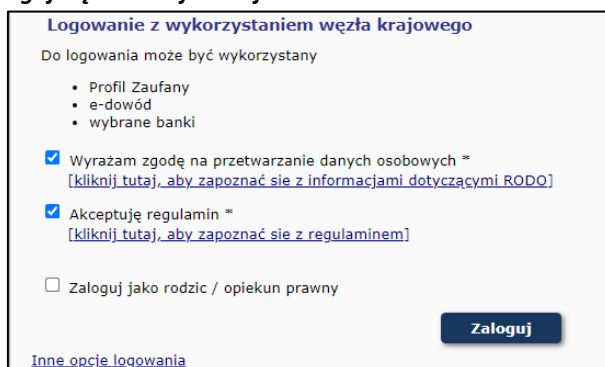 Logowanie z wykorzystaniem węzła krajowego
Do logowania może być wykorzystany
• Profil Zaufany
• e-dowód
• wybrane banki
Wyrażam zgodę na przetwarzanie danych osobowych *
[kliknij tutaj, aby zapoznać sie z informacjami dotyczącymi RODO]
Akceptuję regulamin *
[kliknij tutaj, aby zapoznać sie z regulaminem]
Zaloguj jako rodzic / opiekun prawny
Zaloguj
Inne opcje logowania